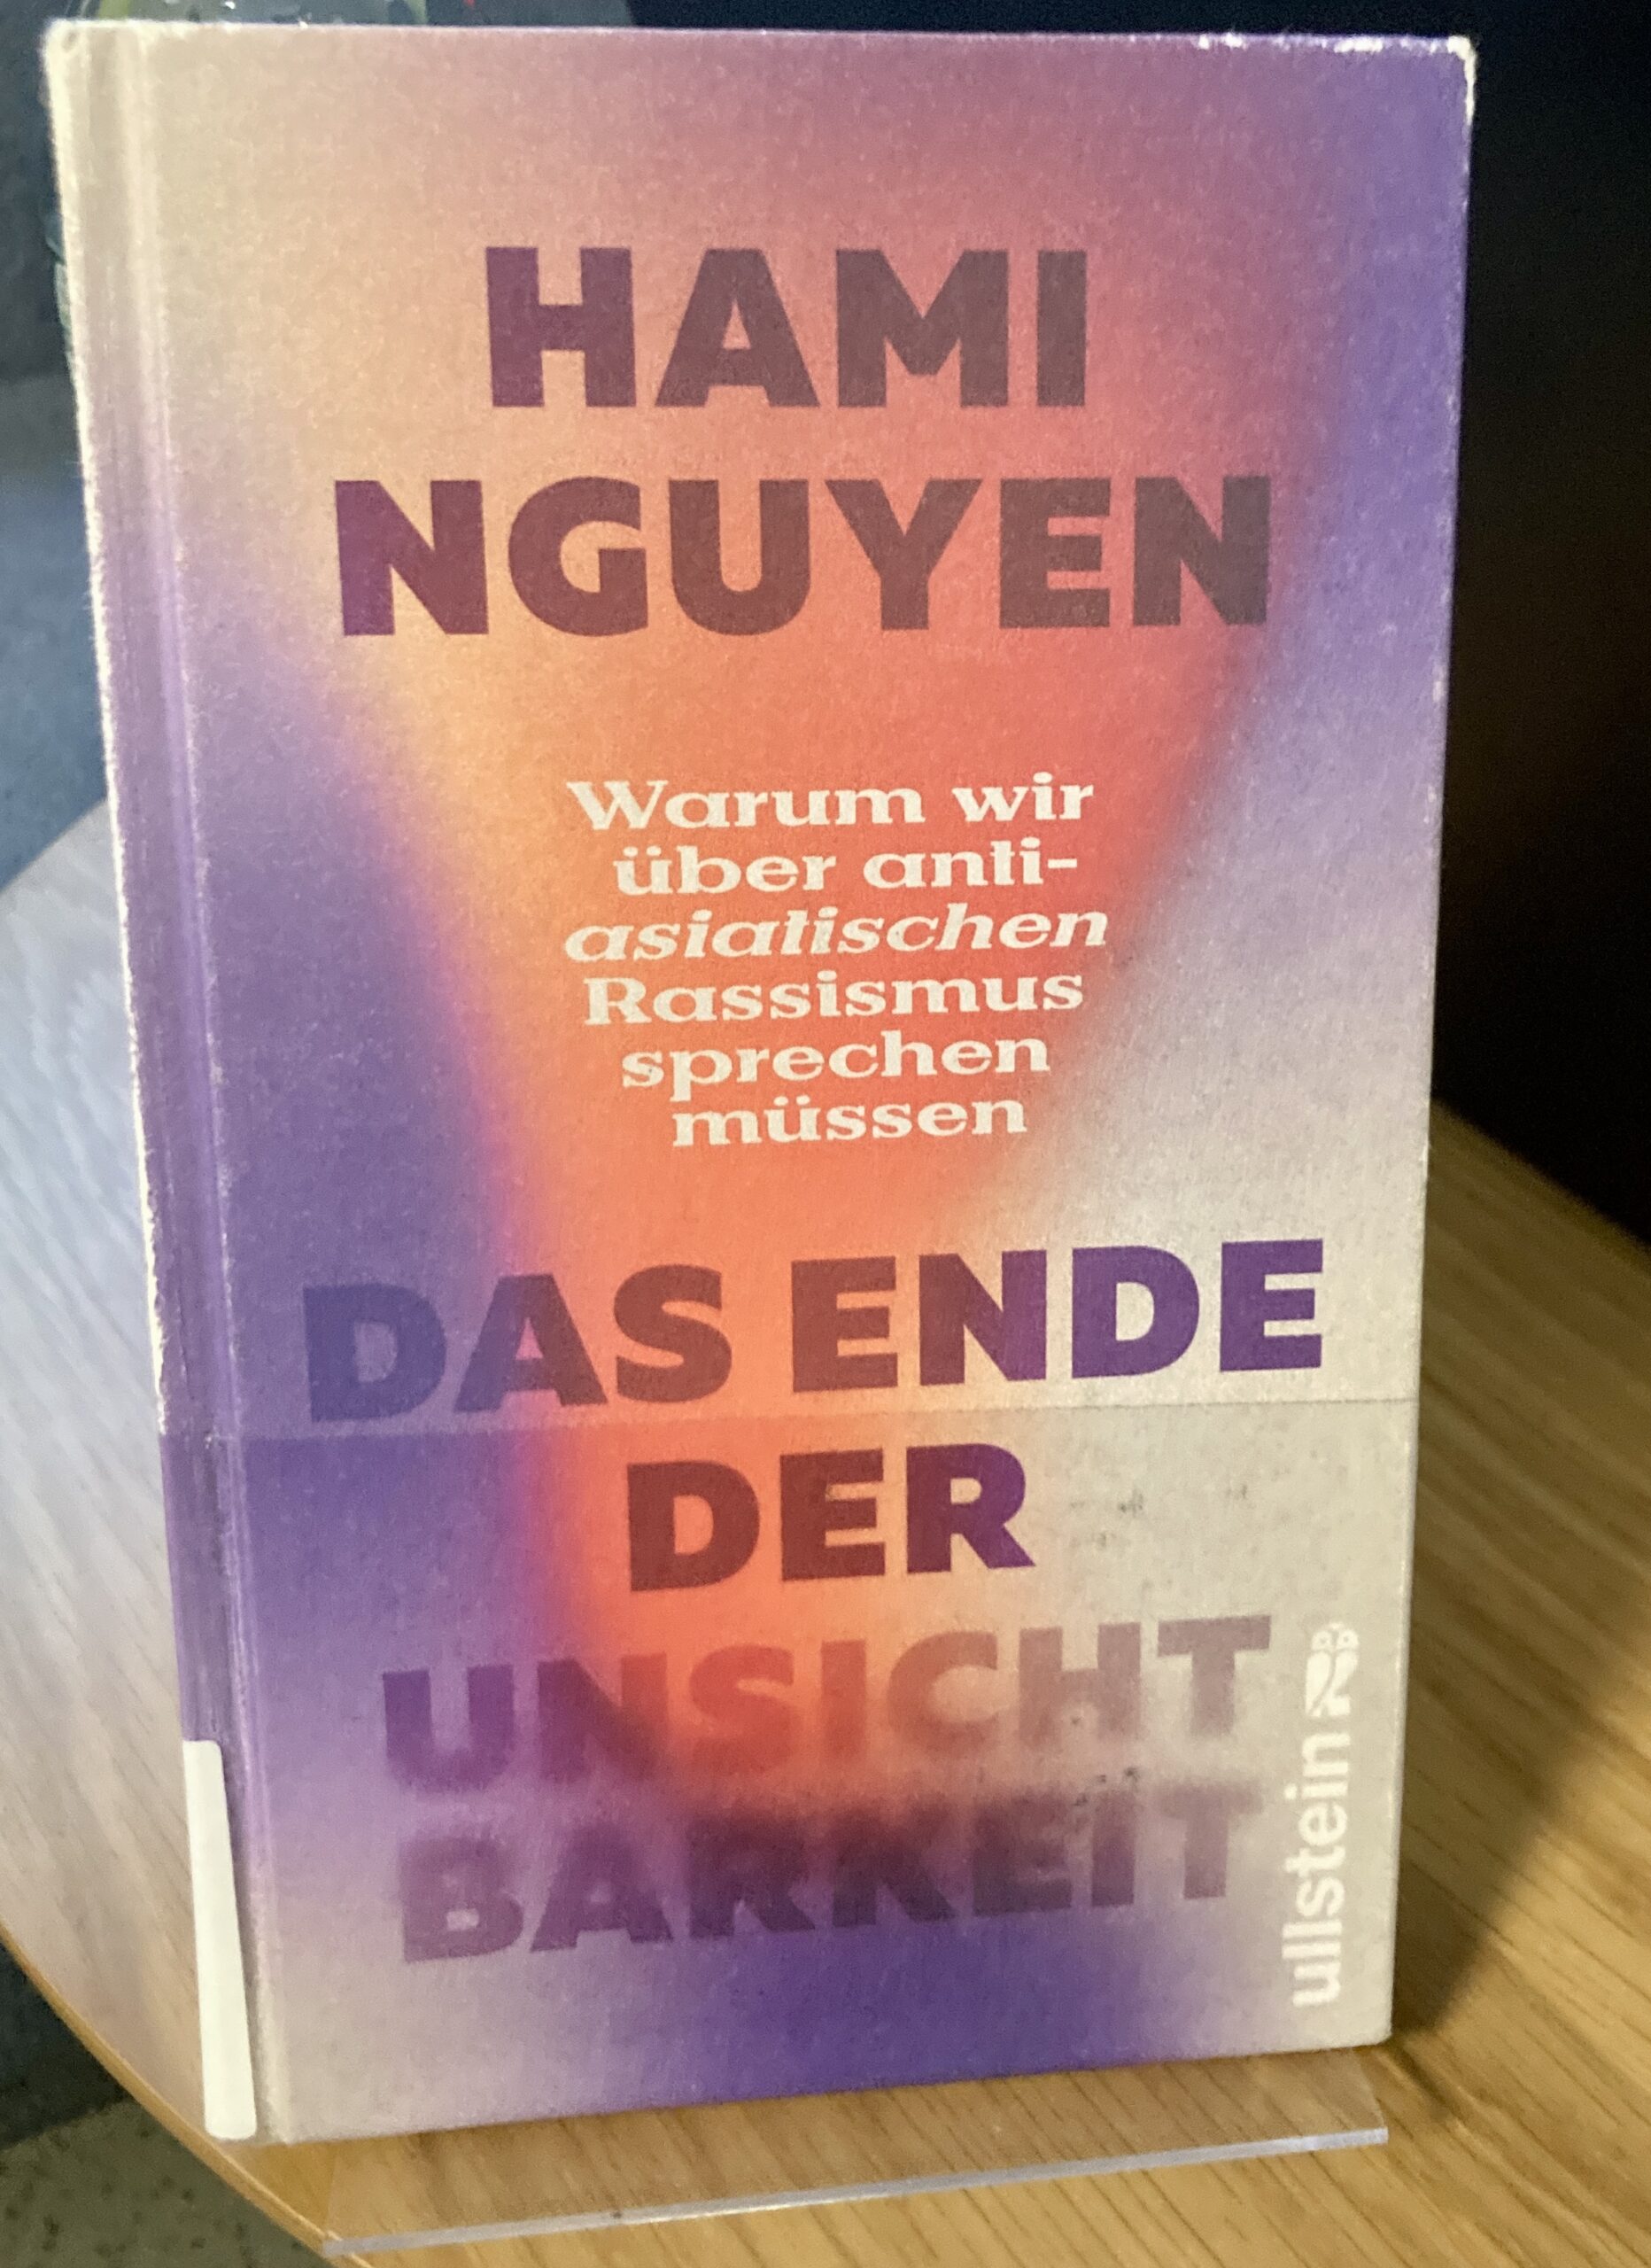 HAMI
NGUYEN
Warum wir
über anti-
asiatischen
Rassismus
sprechen
müssen
DAS ENDE
DER
UNSICHT
BARKEIT
ullstein